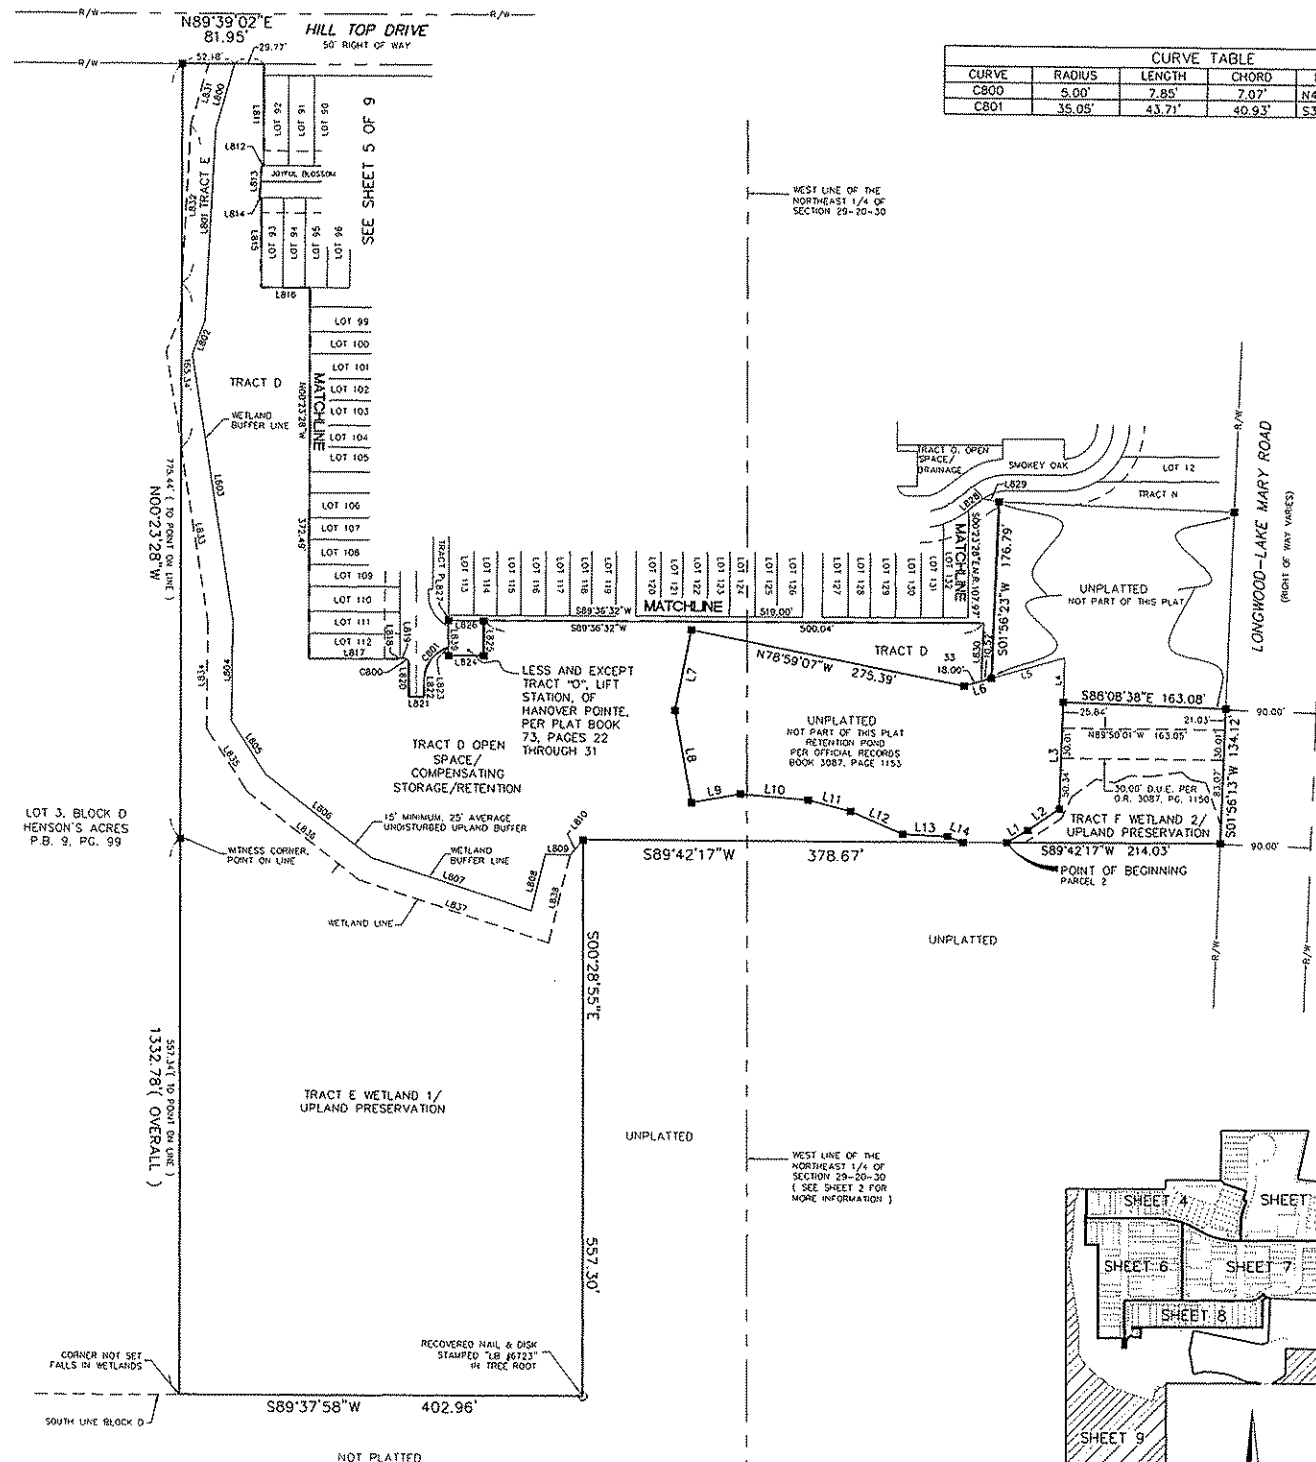 R/W
R/W
N89°39'02"E
81.95'
HILL TOP DRIVE
50' RIGHT OF WAY
R/W
52.18'
29.77'
CURVE TABLE
CURVE RADIUS LENGTH CHORD
C800 5.00' 7.85' 7.07' N4
C801 35.05' 43.71' 40.93' S3
L831
L800
L811
LOT 92
LOT 91
LOT 90
L812
L813
JOYFUL BLOSSOM
L814
L815
LOT 93
LOT 94
LOT 95
LOT 96
SEE SHEET 5 OF 9
L832
L801 TRACT E
L816
WEST LINE OF THE
NORTHEAST 1/4 OF
SECTION 29-20-30
LOT 99
LOT 100
LOT 101
LOT 102
LOT 103
LOT 104
LOT 105
LOT 106
LOT 107
LOT 108
LOT 109
LOT 110
LOT 111
LOT 112
L817
MATCHLINE
N00°23'28"W
372.49'
L802
165.34'
TRACT D
WETLAND
BUFFER LINE
L803
775.44' ( TO POINT ON LINE )
N00°23'28"W
L833
L834
L804
L835
L805
L836
L806
TRACT P
L827
L818
L819
C800
L820
L821
C801
L822
L823
L839
L826
L824
L825
LOT 113
LOT 114
LOT 115
LOT 116
LOT 117
LOT 118
LOT 119
LOT 120
LOT 121
LOT 122
LOT 123
LOT 124
LOT 125
LOT 126
LOT 127
LOT 128
LOT 129
LOT 130
LOT 131
LOT 132
S89°36'32"W
MATCHLINE
519.00'
S89°36'32"W
500.04'
MATCHLINE
TRACT O, OPEN
SPACE/
DRAINAGE
SMOKEY OAK
LOT 12
TRACT N
L828
L829
S01°56'23"W 176.79'
UNPLATTED
NOT PART OF THIS PLAT
LONGWOOD-LAKE MARY ROAD
(RIGHT OF WAY VARIES)
R/W
LESS AND EXCEPT
TRACT "O", LIFT
STATION, OF
HANOVER POINTE,
PER PLAT BOOK
73, PAGES 22
THROUGH 31
N78°59'07"W
275.39'
TRACT D
33
18.00'
L830
10.52'
L6
L5
L4
L7
L8
L9
L10
L11
L12
L13
L14
L1
L2
L3
UNPLATTED
NOT PART OF THIS PLAT
RETENTION POND
PER OFFICIAL RECORDS
BOOK 3087, PAGE 1153
S86°08'38"E 163.08'
25.84'
21.03'
90.00'
N89°50'01"W 163.05'
30.01'
30.01'
50.34'
83.07'
S01°56'13"W 134.12'
30.00' D.U.E. PER
O.R. 3087, PG. 1150
TRACT F WETLAND 2/
UPLAND PRESERVATION
S89°42'17"W 214.03'
90.00'
POINT OF BEGINNING
PARCEL 2
TRACT D OPEN
SPACE/
COMPENSATING
STORAGE/RETENTION
LOT 3, BLOCK D
HENSON'S ACRES
P.B. 9, PG. 99
WITNESS CORNER,
POINT ON LINE
15' MINIMUM, 25' AVERAGE
UNDISTURBED UPLAND BUFFER
WETLAND
BUFFER LINE
L807
L808
L809
L810
L837
L838
WETLAND LINE
S89°42'17"W
378.67'
UNPLATTED
R/W
R/W
S00°28'55"E
557.30'
557.34'( TO POINT ON LINE )
1332.78'( OVERALL )
TRACT E WETLAND 1/
UPLAND PRESERVATION
UNPLATTED
WEST LINE OF THE
NORTHEAST 1/4 OF
SECTION 29-20-30
( SEE SHEET 2 FOR
MORE INFORMATION )
CORNER NOT SET
FALLS IN WETLANDS
RECOVERED NAIL & DISK
STAMPED "LB #6723"
IN TREE ROOT
SOUTH LINE BLOCK D
S89°37'58"W
402.96'
NOT PLATTED
SHEET 4
SHEET
SHEET 6
SHEET 7
SHEET 8
SHEET 9